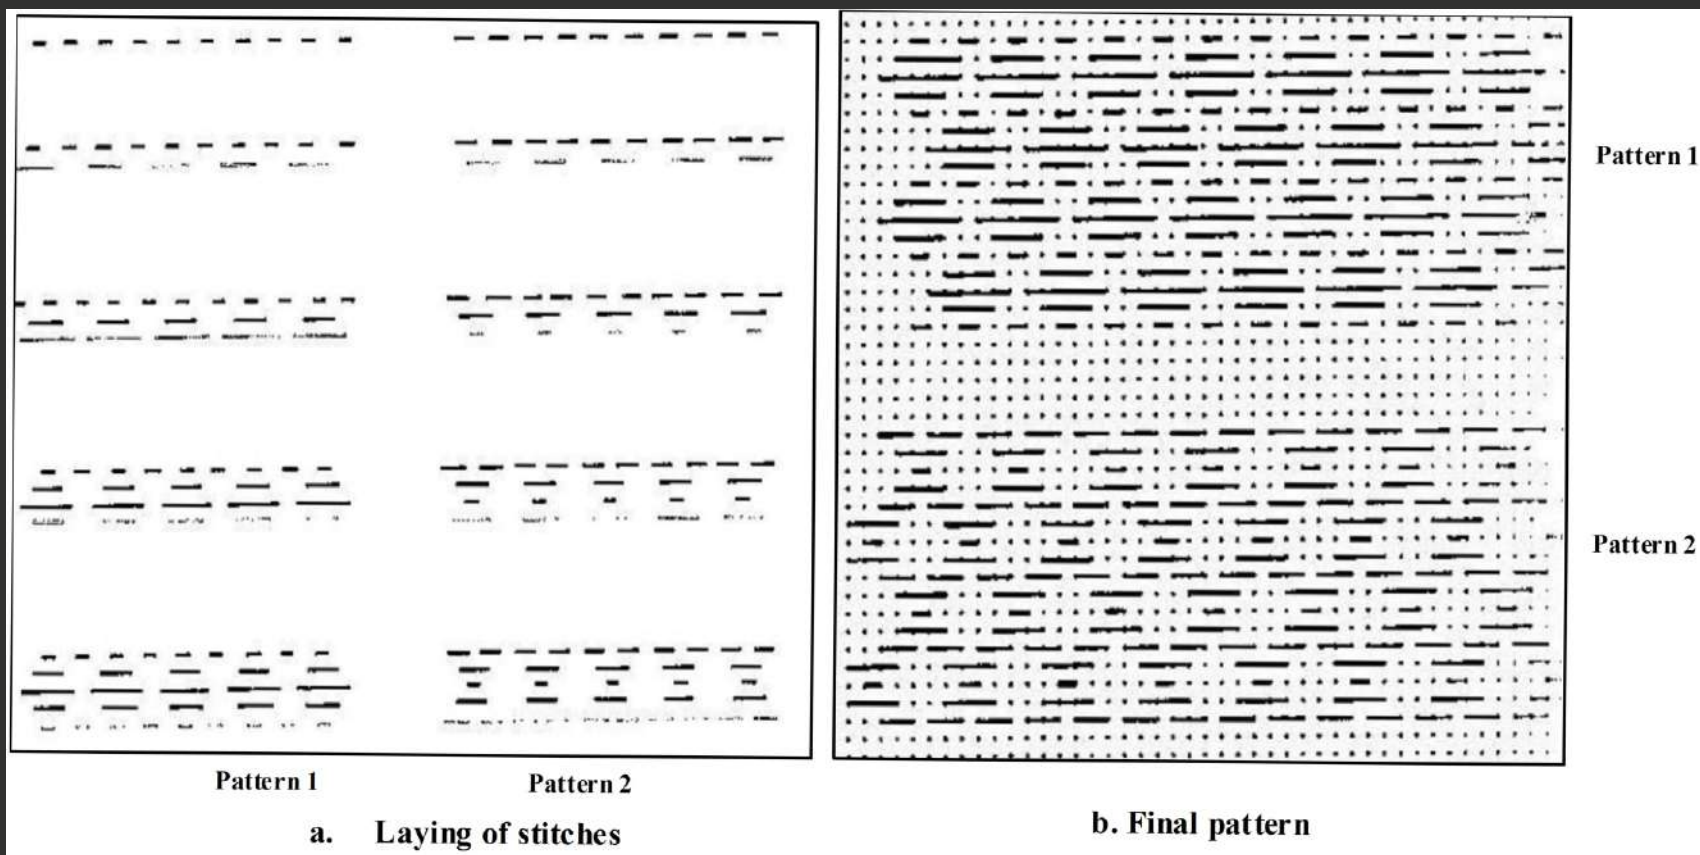 Pattern 1
Pattern 2
Pattern 1
Pattern 2
a. Laying of stitches
b. Final pattern